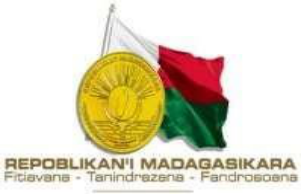 REPOBLIKAN'I MADAGASIKARA
Fitiavana - Tanindrazana - Fandrosoana